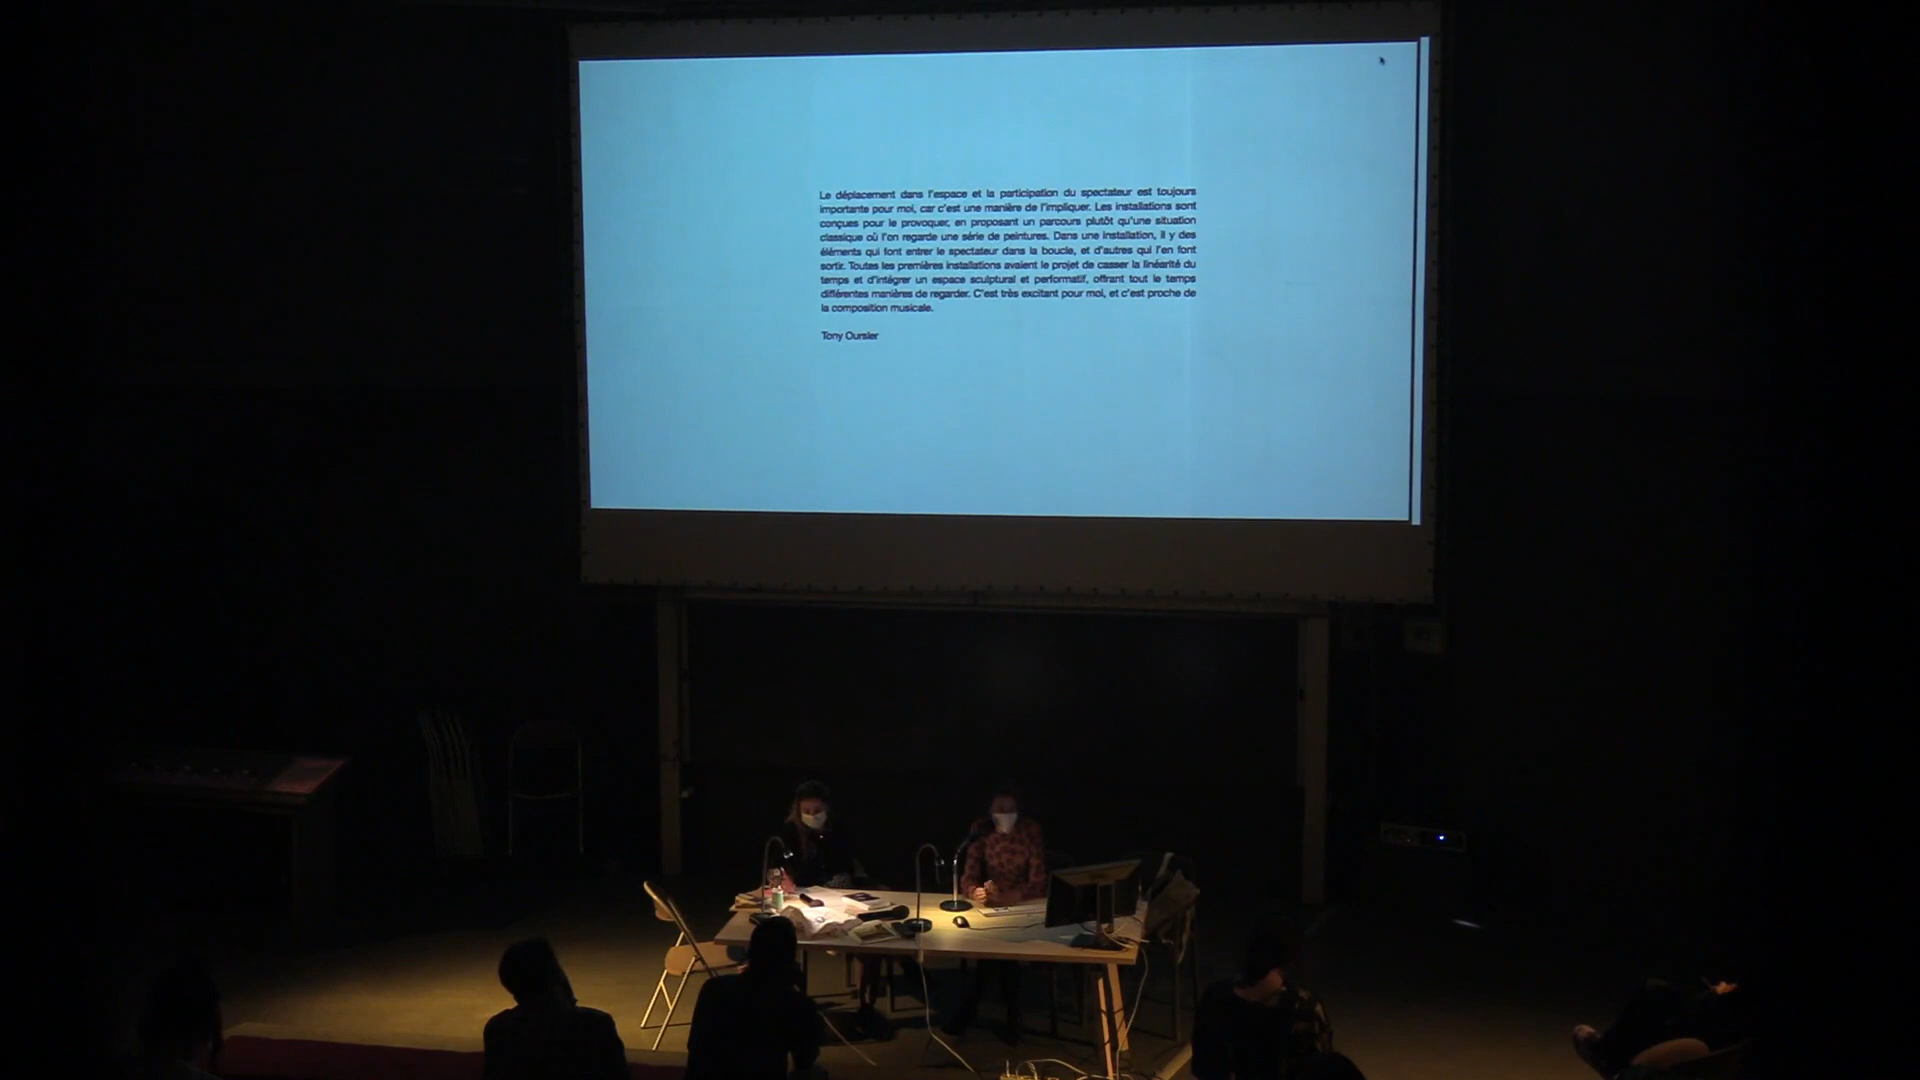 Le déplacement dans l'espace et la participation du spectateur est toujours
importante pour moi, car c'est une manière de l'impliquer. Les installations sont
conçues pour le provoquer, en proposant un parcours plutôt qu'une situation
classique où l'on regarde une série de peintures. Dans une installation, il y des
éléments qui font entrer le spectateur dans la boucle, et d'autres qui l'en font
sortir. Toutes les premières installations avaient le projet de casser la linéarité du
temps et d'intégrer un espace sculptural et performatif, offrant tout le temps
différentes manières de regarder. C'est très excitant pour moi, et c'est proche de
la composition musicale.
Tony Oursler